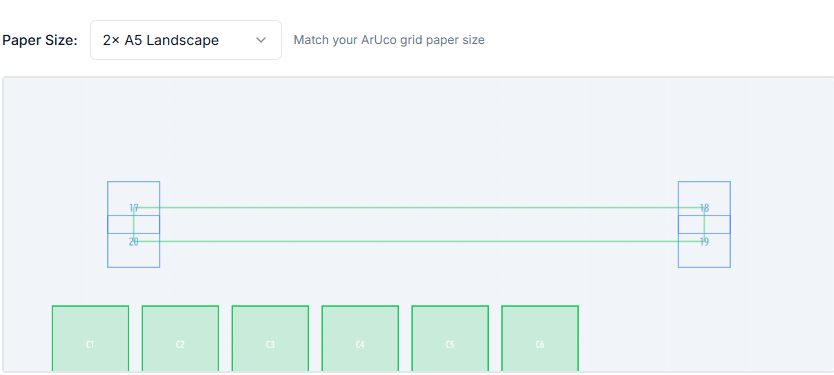 Paper Size: 2× A5 Landscape Match your ArUco grid paper size
17 18
20 19
C1 C2 C3 C4 C5 C6